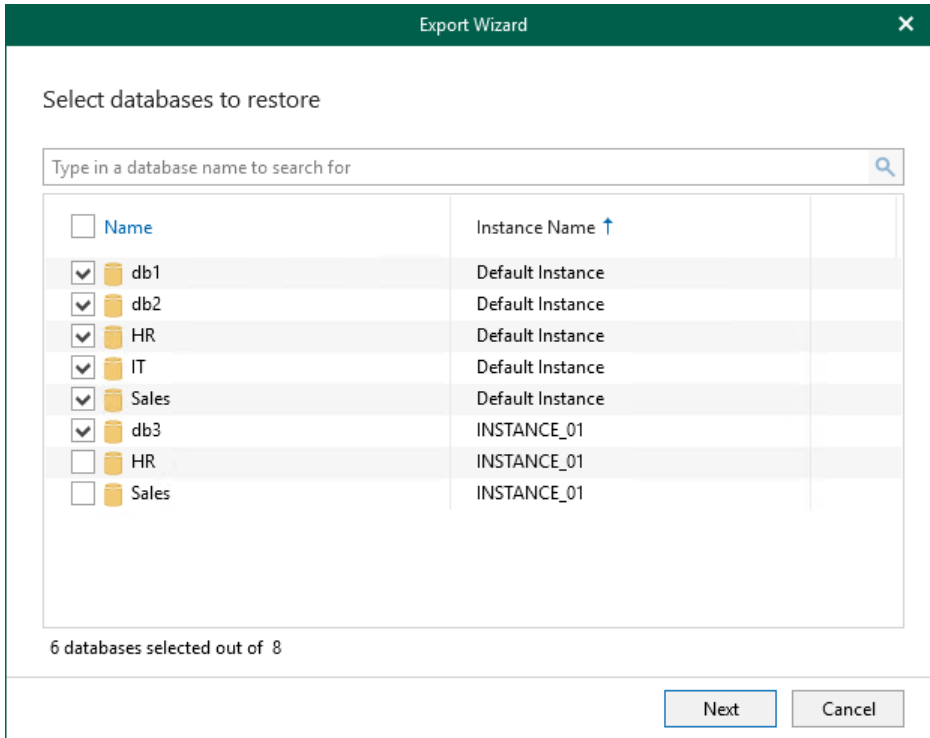 Export Wizard
Select databases to restore
Type in a database name to search for
Name Instance Name
db1 Default Instance
db2 Default Instance
HR Default Instance
IT Default Instance
Sales Default Instance
db3 INSTANCE_01
HR INSTANCE_01
Sales INSTANCE_01
6 databases selected out of 8
Next Cancel